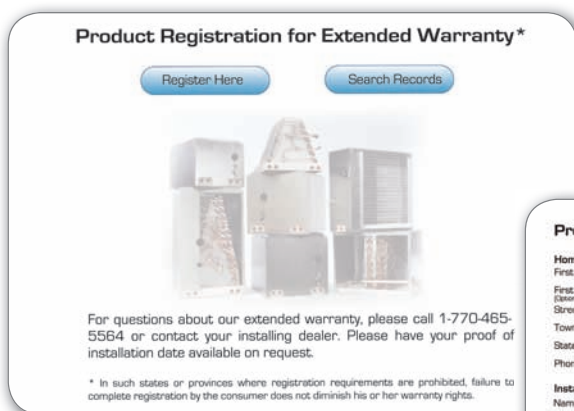 Product Registration for Extended Warranty*
Register Here Search Records
For questions about our extended warranty, please call 1-770-465-
5564 or contact your installing dealer. Please have your proof of
installation date available on request.
* In such states or provinces where registration requirements are prohibited, failure to
complete registration by the consumer does not diminish his or her warranty rights.
Pr
Hom
First
First
Stree
Town
State
Phon
Insta
Nam